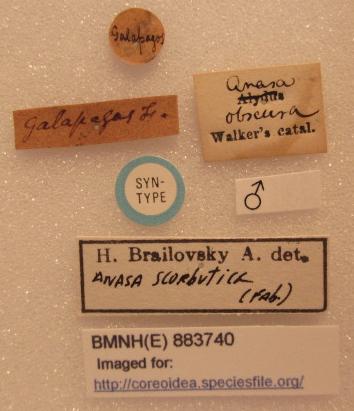 Galapagos
Galapagos Is.
Anasa
Alydus
obscura
Walker's catal.
SYN-
TYPE
♂
H. Brailovsky A. det.
ANASA SCORBUTICA
(Fab.)
BMNH(E) 883740
Imaged for:
http://coreoidea.speciesfile.org/